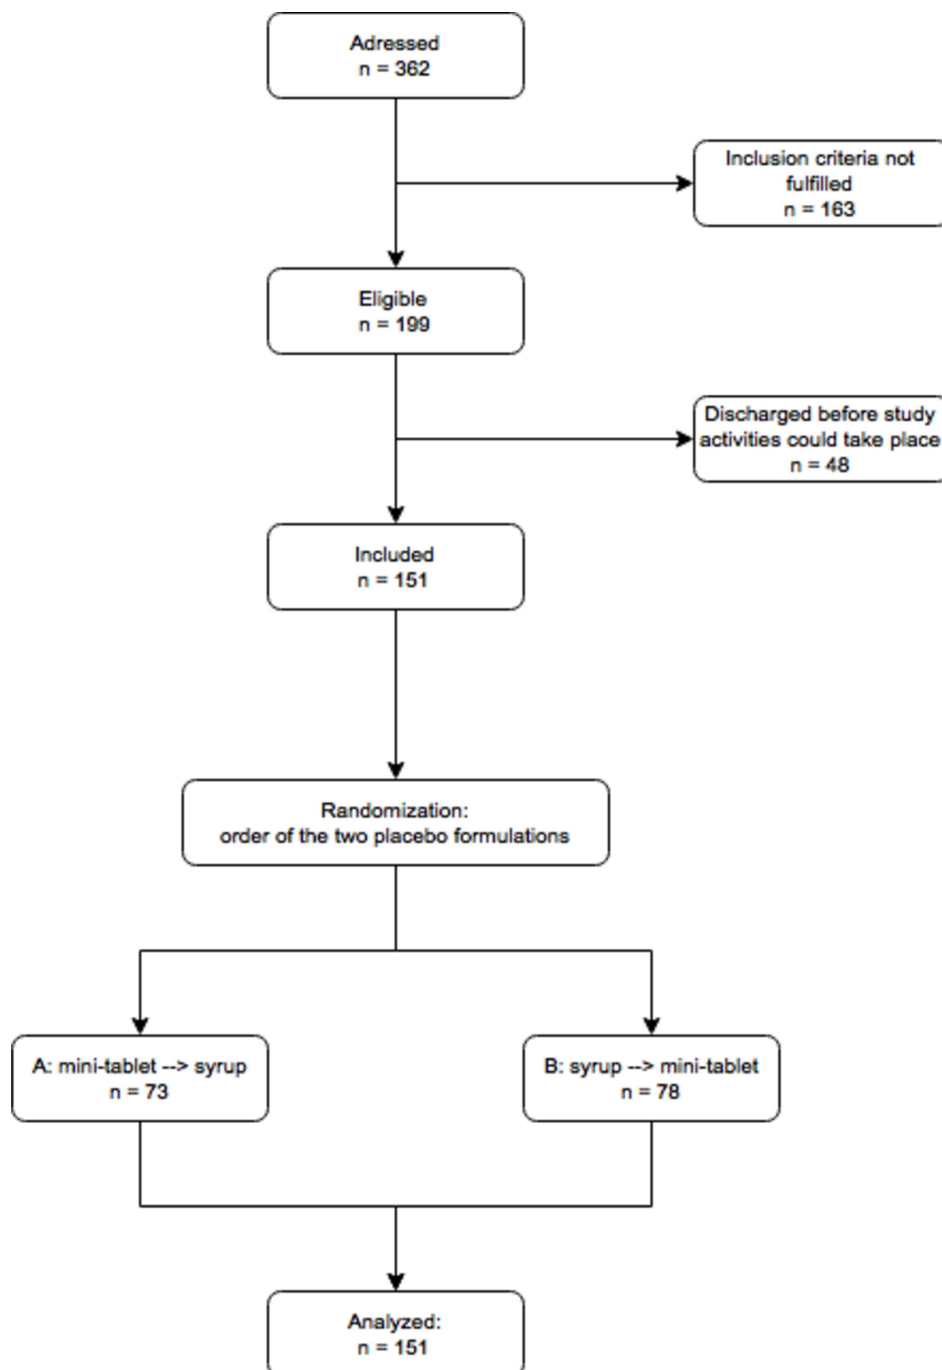 Adressed
n = 362
Inclusion criteria not
fulfilled
n = 163
Eligible
n = 199
Discharged before study
activities could take place
n = 48
Included
n = 151
Randomization:
order of the two placebo formulations
A: mini-tablet --> syrup
n = 73
B: syrup --> mini-tablet
n = 78
Analyzed:
n = 151